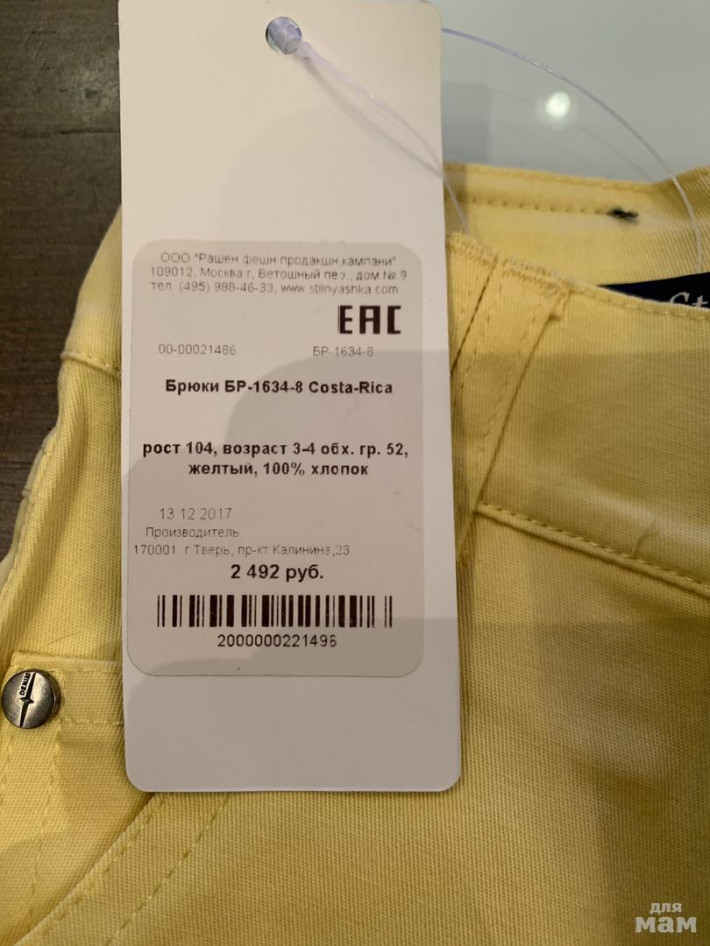 ООО "Рашен фешн продакшн кампани"
109012, Москва г, Ветошный пер., дом № 9
тел. (495) 988-46-33, www.stilnyashka.com
ЕАС
00-00021486 БР-1634-8
Брюки БР-1634-8 Costa-Rica
рост 104, возраст 3-4 обх. гр. 52,
желтый, 100% хлопок
13.12.2017
Производитель
170001 г.Тверь, пр-кт Калинина,23
2 492 руб.
2000000221496
St
для
мам